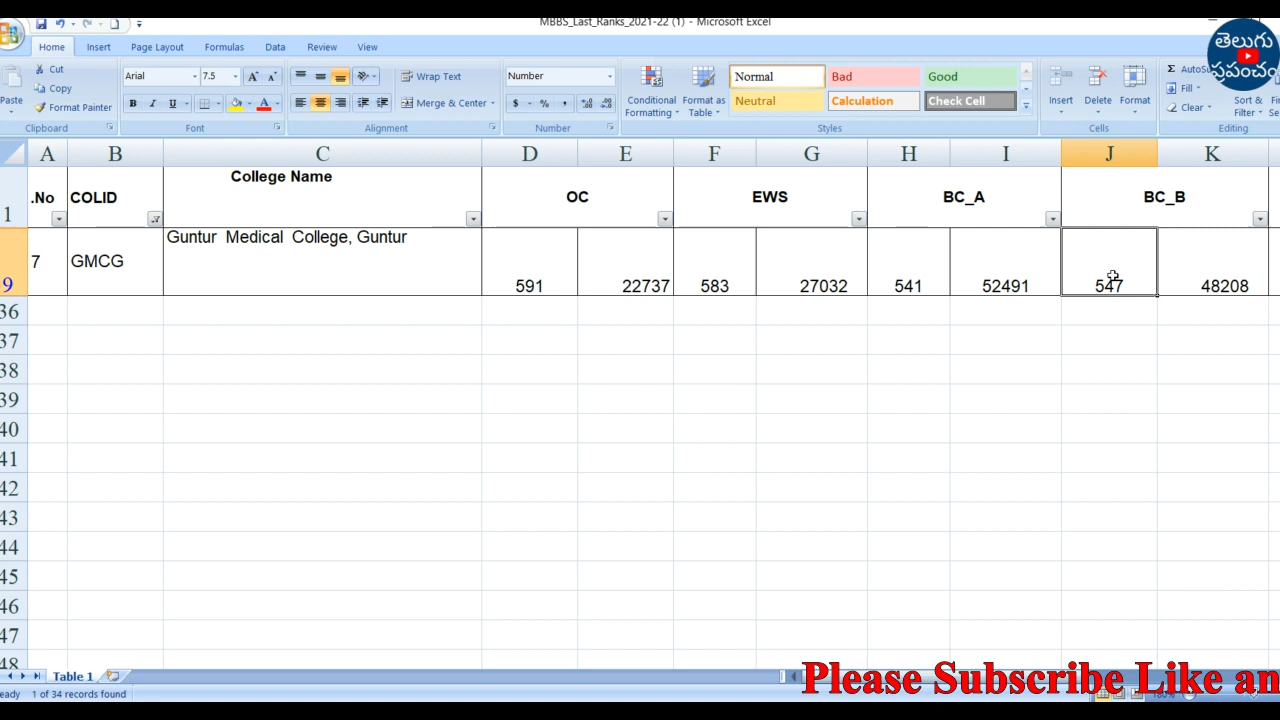 MBBS_Last_Ranks_2021-22 (1) - Microsoft Excel
తెలుగు
ప్రపంచం
Home Insert Page Layout Formulas Data Review View
Cut
Copy
Format Painter
Paste
Clipboard
Arial 7.5
B I U
Font
Wrap Text
Merge & Center
Alignment
Number
$ % ,
Number
Conditional Formatting
Format as Table
Normal Bad Good
Neutral Calculation Check Cell
Styles
Insert Delete Format
Cells
Fill
Clear
Sort & Filter
Editing
A B C D E F G H I J K
1 .No COLID College Name OC EWS BC_A BC_B
9 7 GMCG Guntur Medical College, Guntur 591 22737 583 27032 541 52491 547 48208
36
37
38
39
40
41
42
43
44
45
46
47
48
Table 1
Please Subscribe Like an
eady 1 of 34 records found
180%